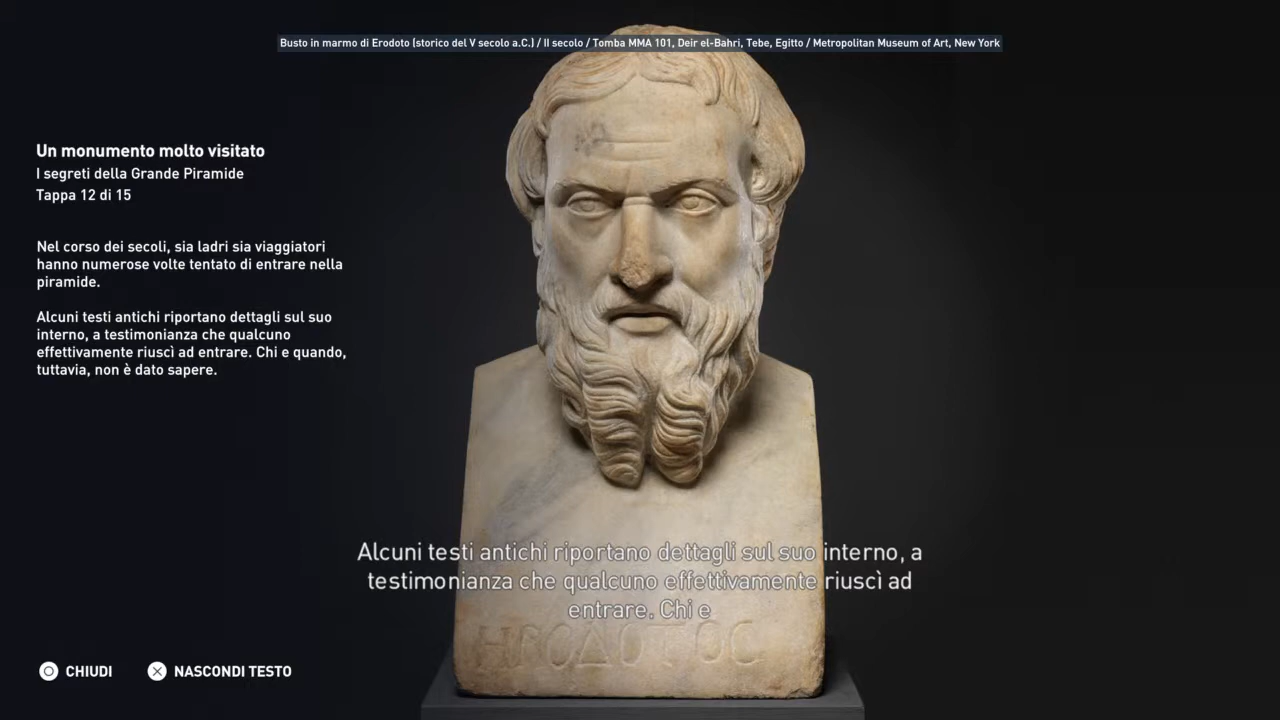 Busto in marmo di Erodoto (storico del V secolo a.C.) / II secolo / Tomba MMA 101, Deir el-Bahri, Tebe, Egitto / Metropolitan Museum of Art, New York
Un monumento molto visitato
I segreti della Grande Piramide
Tappa 12 di 15
Nel corso dei secoli, sia ladri sia viaggiatori
hanno numerose volte tentato di entrare nella
piramide.
Alcuni testi antichi riportano dettagli sul suo
interno, a testimonianza che qualcuno
effettivamente riuscì ad entrare. Chi e quando,
tuttavia, non è dato sapere.
Alcuni testi antichi riportano dettagli sul suo interno, a
testimonianza che qualcuno effettivamente riuscì ad
entrare. Chi e
ΗΡΟΔΟΤΟC
CHIUDI
NASCONDI TESTO